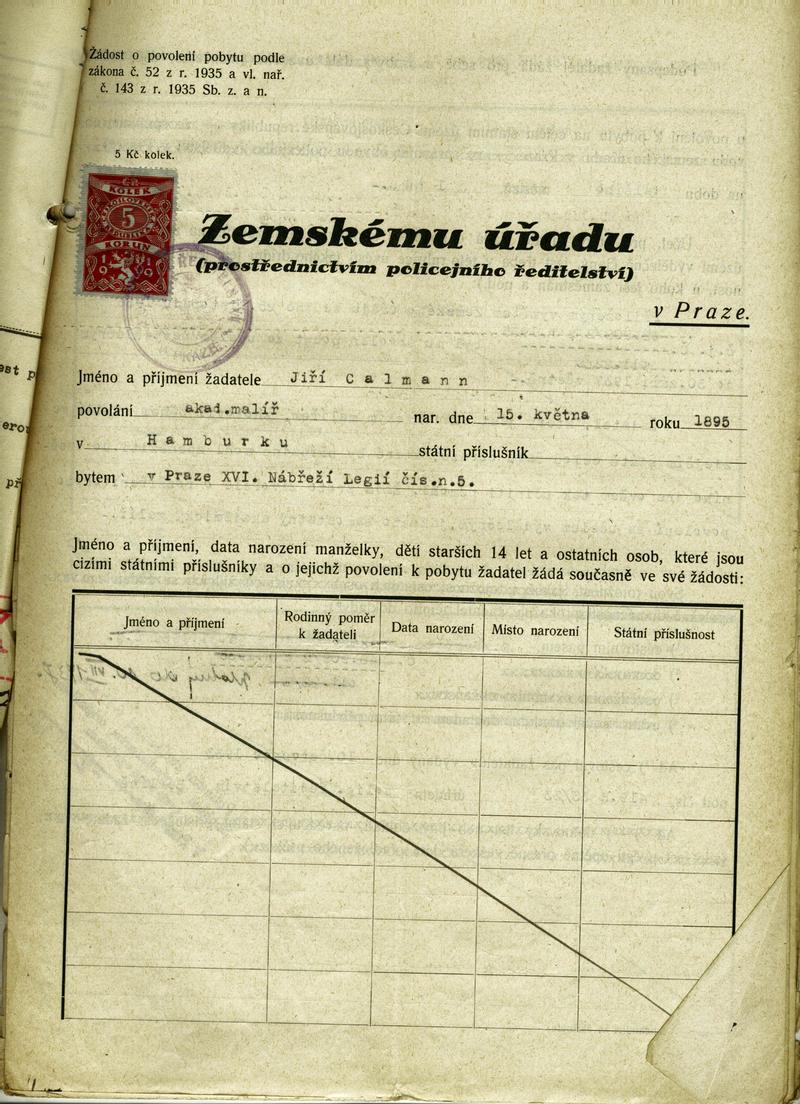 Žádost o povolení pobytu podle
zákona č. 52 z r. 1935 a vl. nař.
č. 143 z r. 1935 Sb. z. a n.
5 Kč kolek.
KOLEK
5
KORUN
Zemskému úřadu
(prostřednictvím policejního ředitelství)
v Praze.
Jméno a příjmení žadatele Jiří Calmann
povolání akad.malíř nar. dne 15. května roku 1895
v Hamburku státní příslušník
bytem v Praze XVI. Nábřeží Legií čís.n.5.
Jméno a příjmení, data narození manželky, dětí starších 14 let a ostatních osob, které jsou
cizími státními příslušníky a o jejichž povolení k pobytu žadatel žádá současně ve své žádosti:
Jméno a příjmení Rodinný poměr k žadateli Data narození Místo narození Státní příslušnost